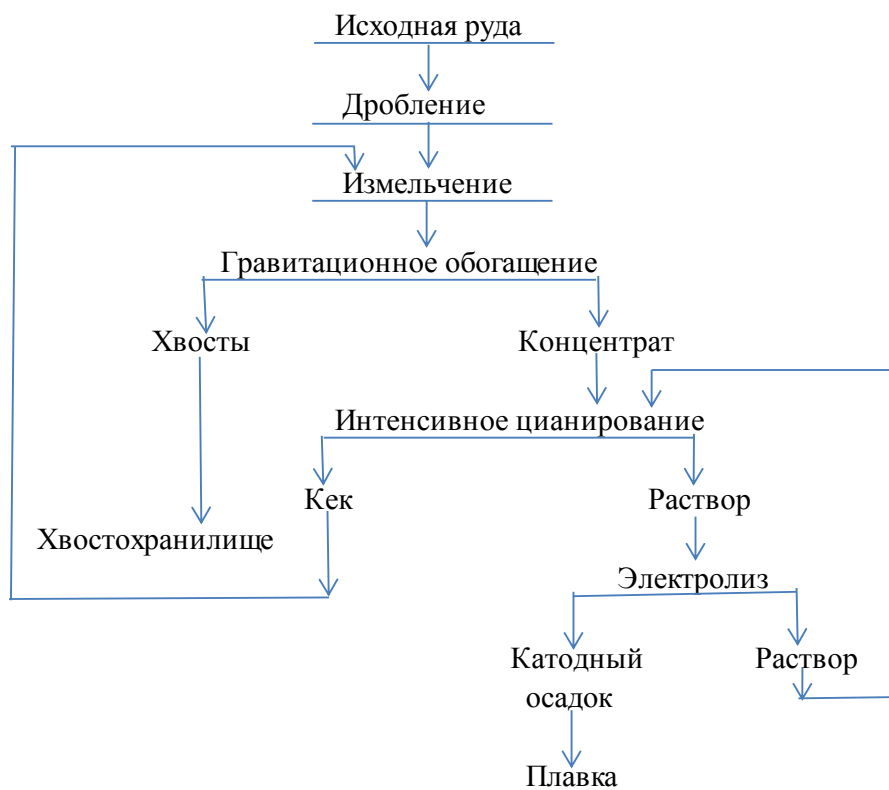 Исходная руда
Дробление
Измельчение
Гравитационное обогащение
Хвосты
Концентрат
Интенсивное цианирование
Кек
Раствор
Хвостохранилище
Электролиз
Катодный
осадок
Раствор
Плавка